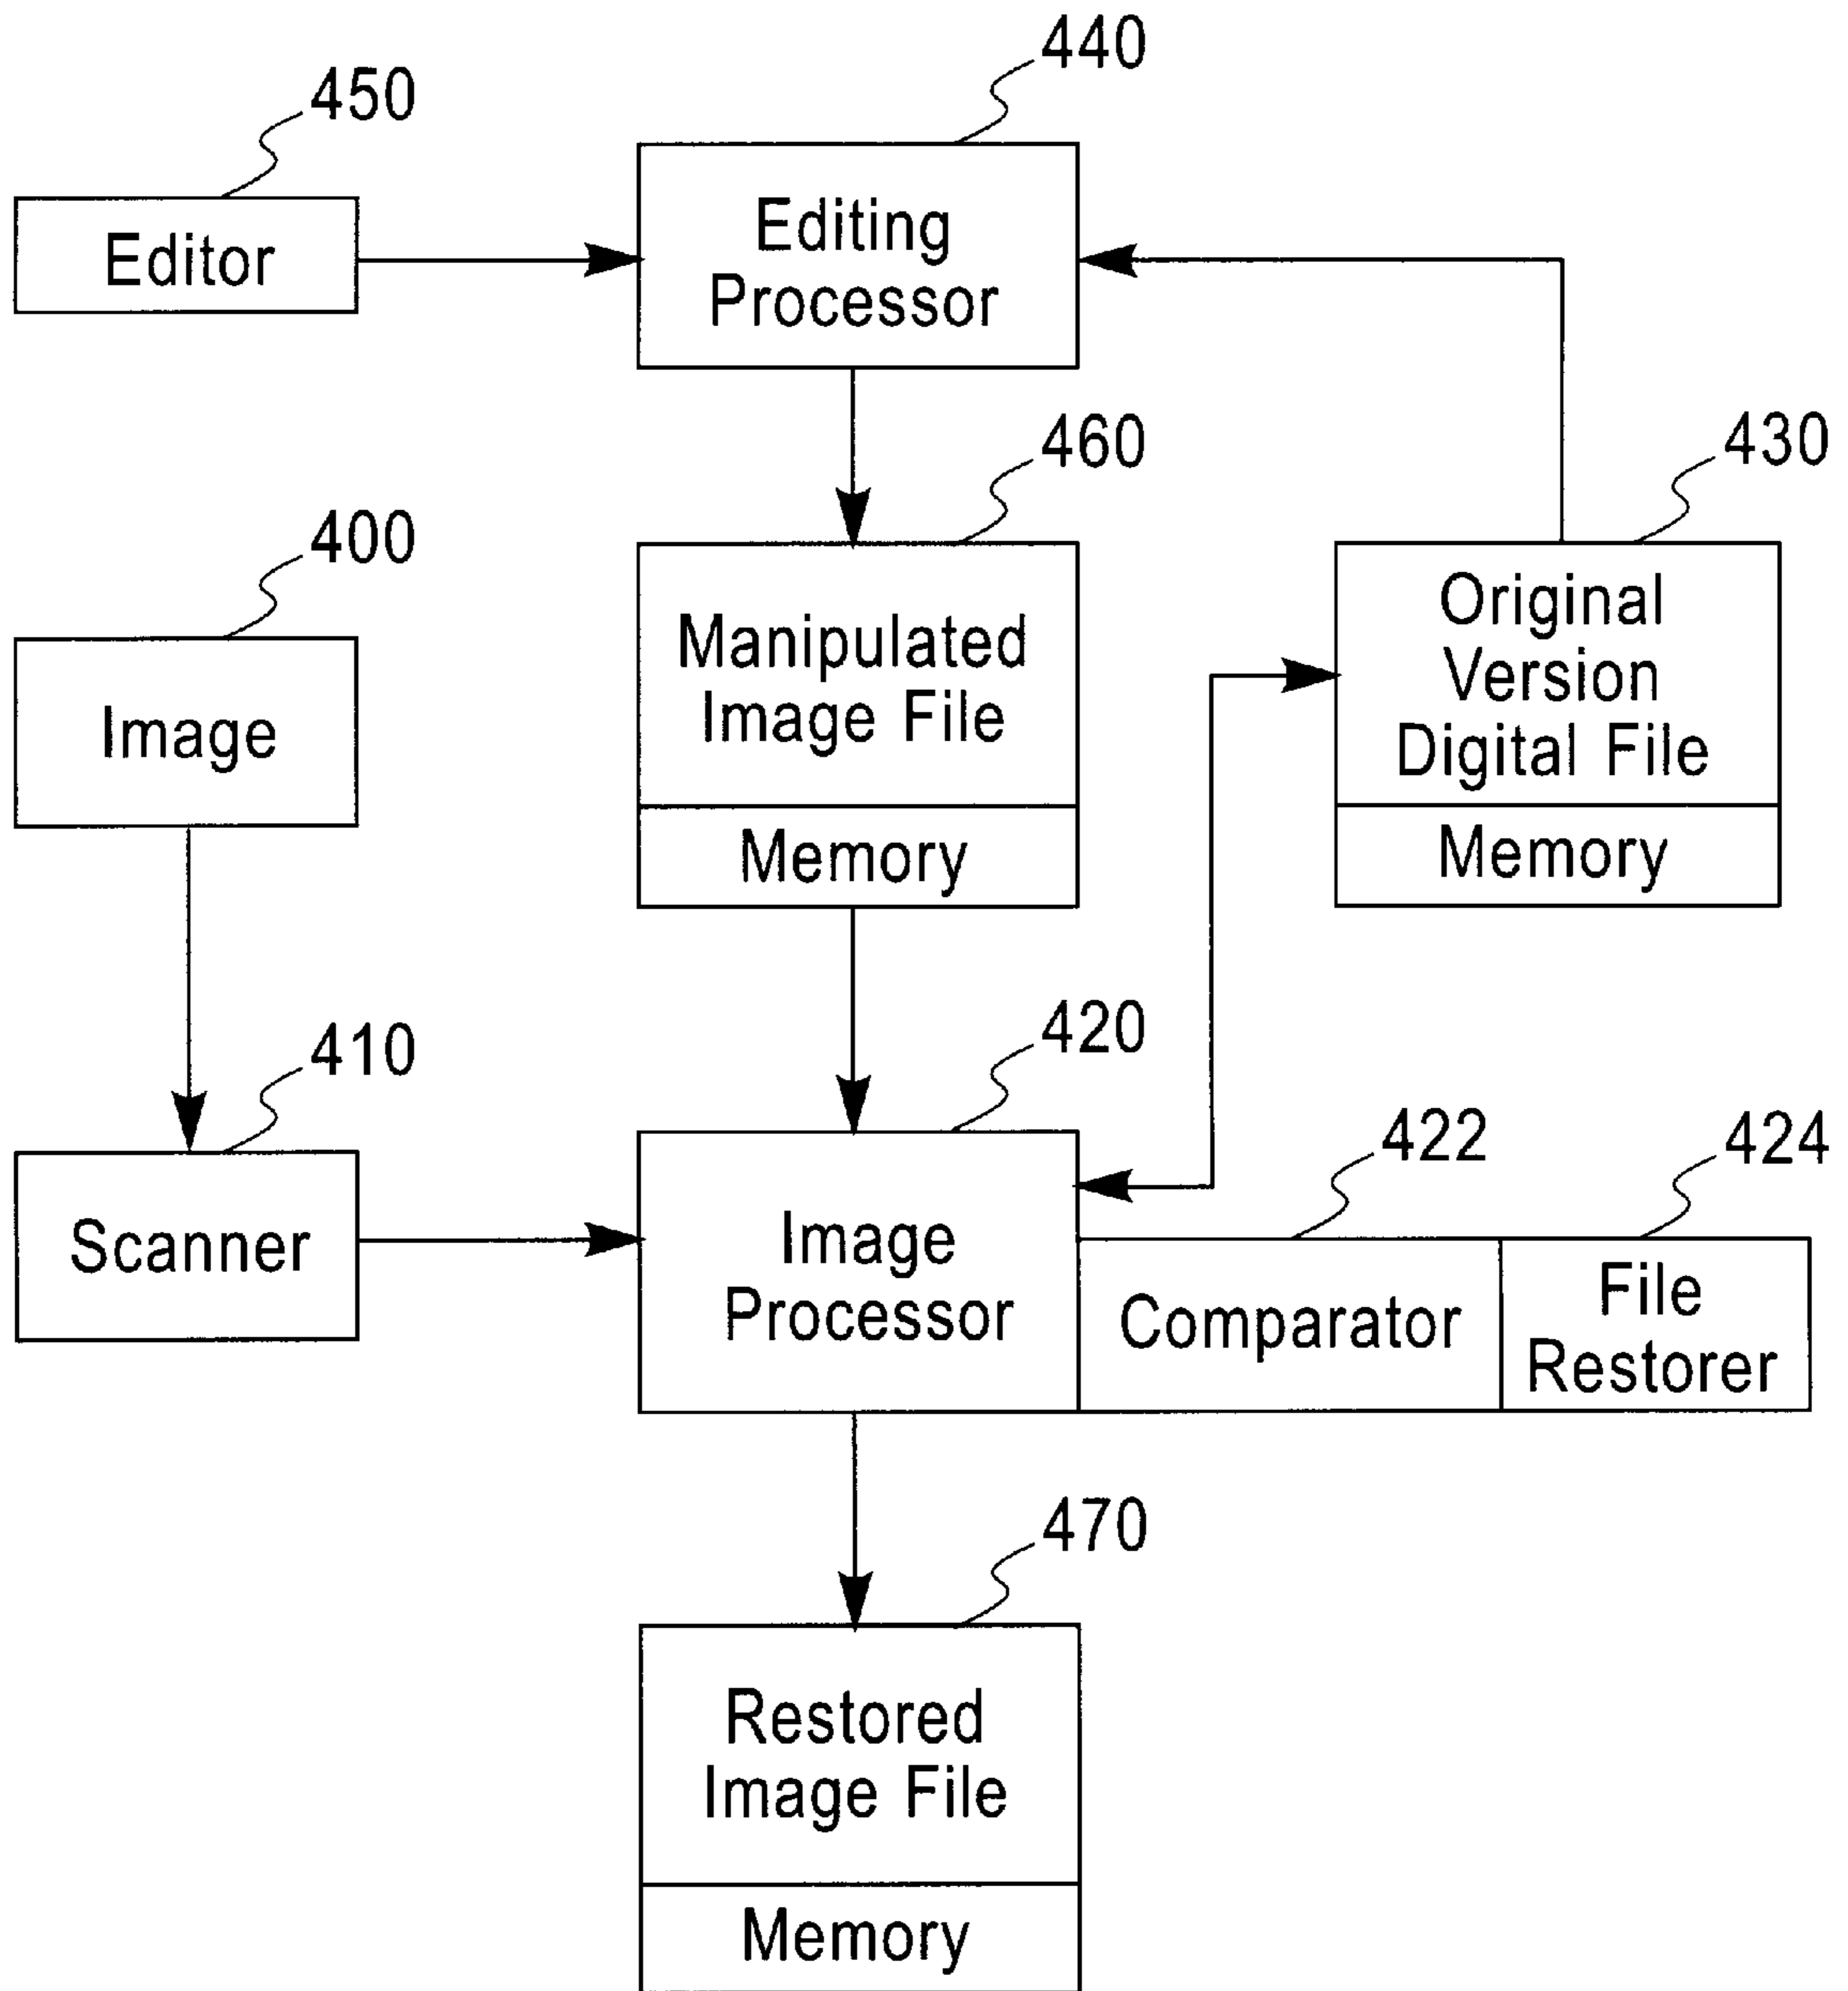 440
450
Editing
Processor
Editor
460
430
400
Original
Version
Digital File
Manipulated
Image File
Image
Memory
Memory
420
410
422
424
Scanner
Image
Processor
Comparator
File
Restorer
470
Restored
Image File
Memory